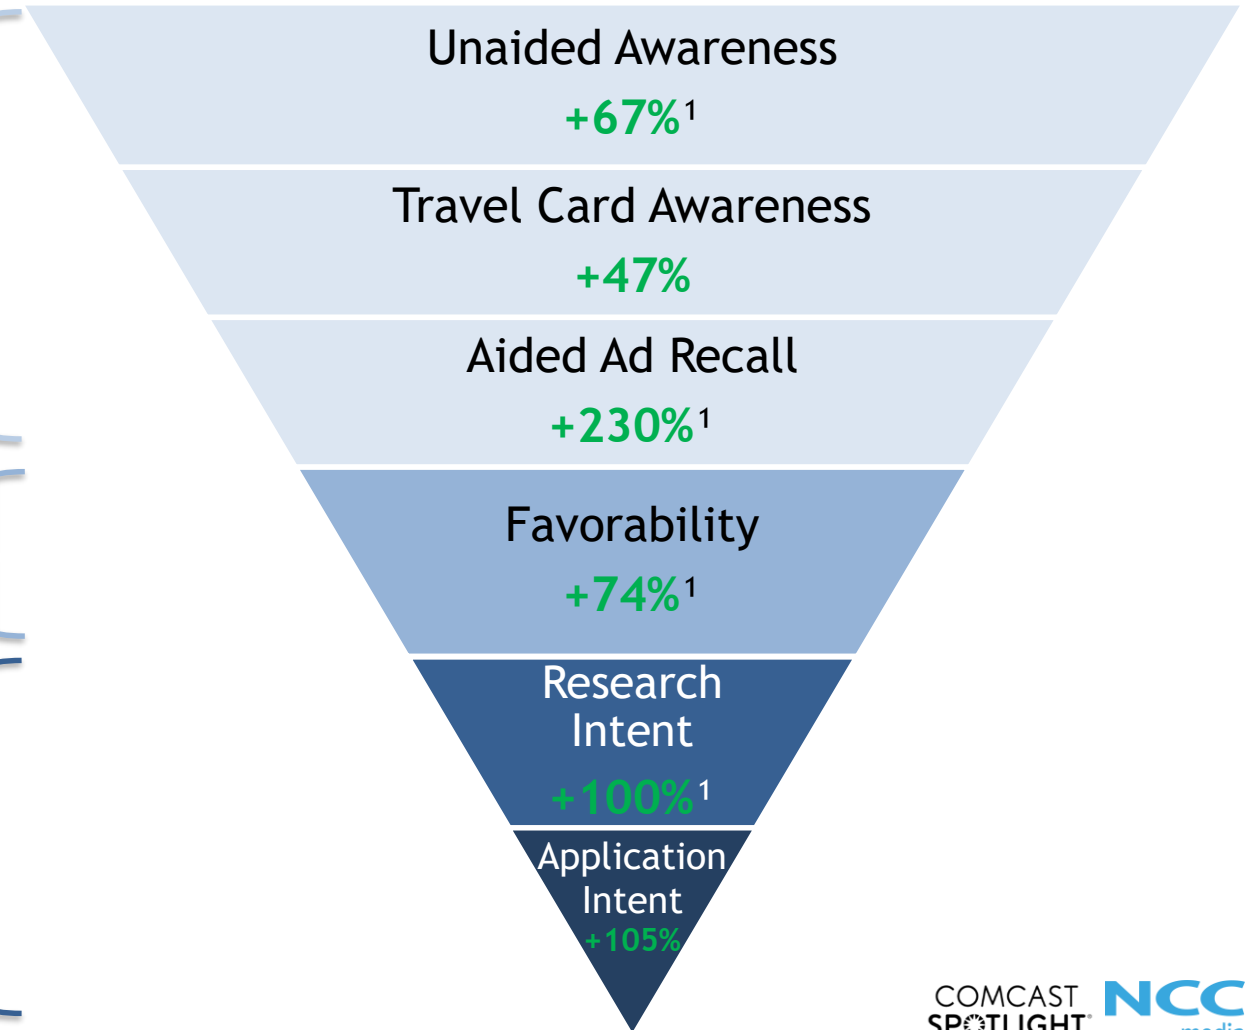 Unaided Awareness
+67%1
Travel Card Awareness
+47%
Aided Ad Recall
+230%1
Favorability
+74%1
Research
Intent
+100%1
Application
Intent
+105%
COMCAST
SPOTLIGHT
NCC
media